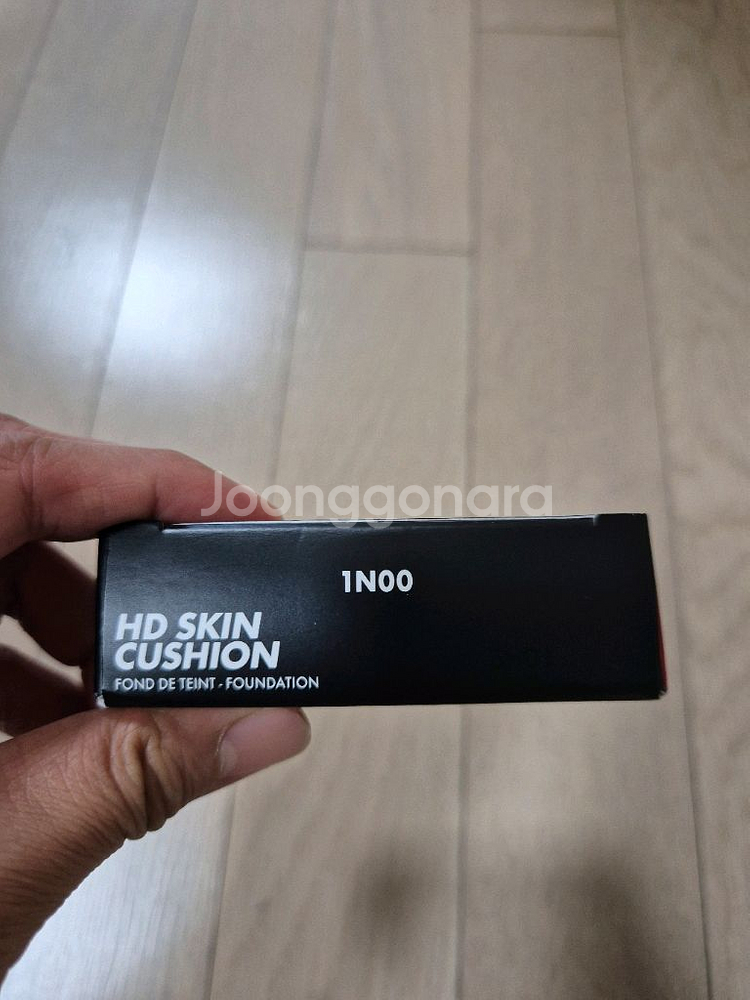 Joonggonara
1N00
HD SKIN
CUSHION
FOND DE TEINT - FOUNDATION